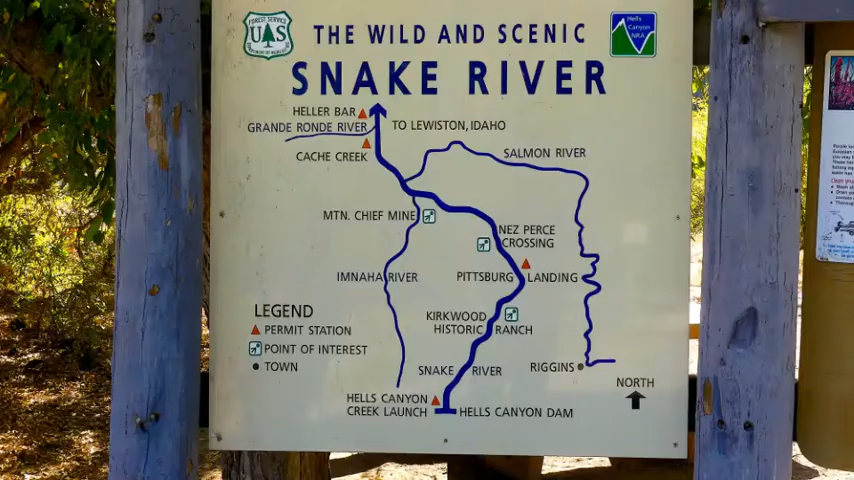 FOREST SERVICE
US
Hells
Canyon
NRA
THE WILD AND SCENIC
SNAKE RIVER
HELLER BAR
GRANDE RONDE RIVER
TO LEWISTON, IDAHO
CACHE CREEK
SALMON RIVER
MTN. CHIEF MINE
NEZ PERCE
CROSSING
IMNAHA RIVER
PITTSBURG LANDING
KIRKWOOD
HISTORIC RANCH
LEGEND
PERMIT STATION
POINT OF INTEREST
TOWN
SNAKE RIVER
RIGGINS
NORTH
HELLS CANYON
CREEK LAUNCH
HELLS CANYON DAM